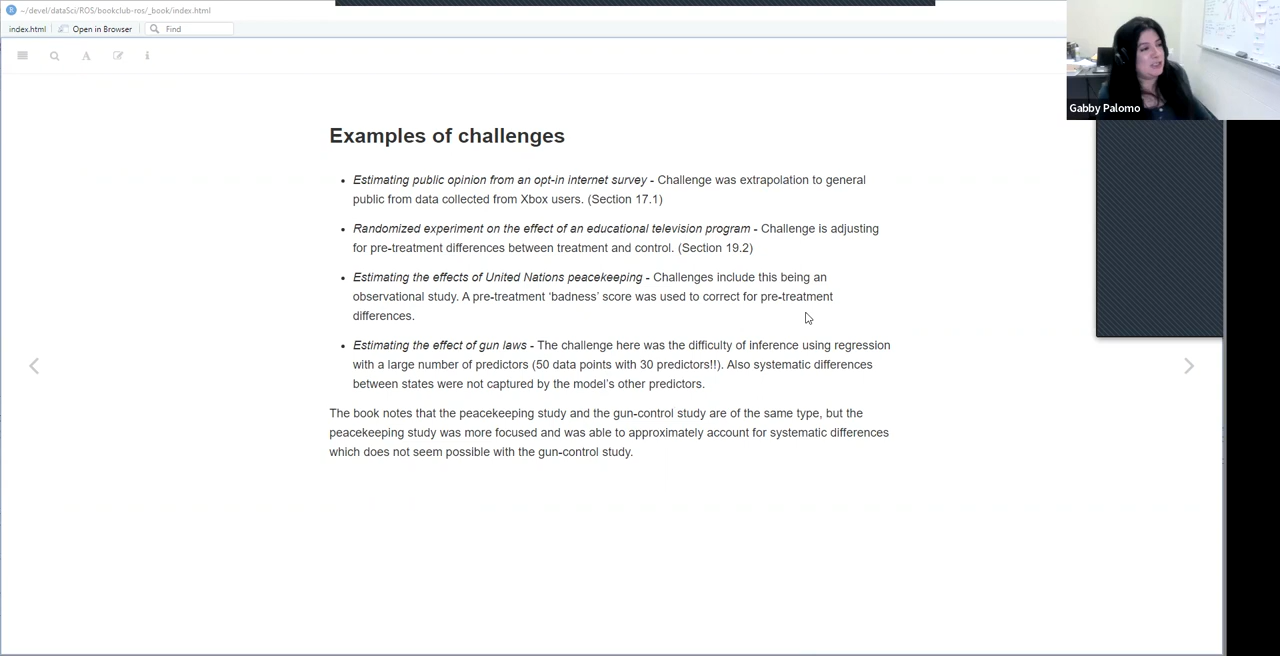 ~/devel/dataSci/ROS/bookclub-ros/_book/index.html
index.html Open in Browser Find
Gabby Palomo
Examples of challenges
• Estimating public opinion from an opt-in internet survey - Challenge was extrapolation to general
public from data collected from Xbox users. (Section 17.1)
• Randomized experiment on the effect of an educational television program - Challenge is adjusting
for pre-treatment differences between treatment and control. (Section 19.2)
• Estimating the effects of United Nations peacekeeping - Challenges include this being an
observational study. A pre-treatment ‘badness’ score was used to correct for pre-treatment
differences.
• Estimating the effect of gun laws - The challenge here was the difficulty of inference using regression
with a large number of predictors (50 data points with 30 predictors!!). Also systematic differences
between states were not captured by the model’s other predictors.
The book notes that the peacekeeping study and the gun-control study are of the same type, but the
peacekeeping study was more focused and was able to approximately account for systematic differences
which does not seem possible with the gun-control study.